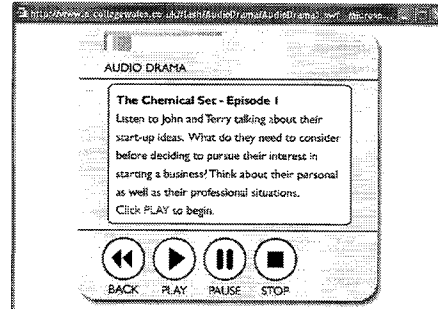 AUDIO DRAMA
The Chemical Set - Episode 1
Listen to John and Terry talking about their
start-up ideas. What do they need to consider
before deciding to pursue their interest in
starting a business? Think about their personal
as well as their professional situations.
Click PLAY to begin.
BACK PLAY PAUSE STOP